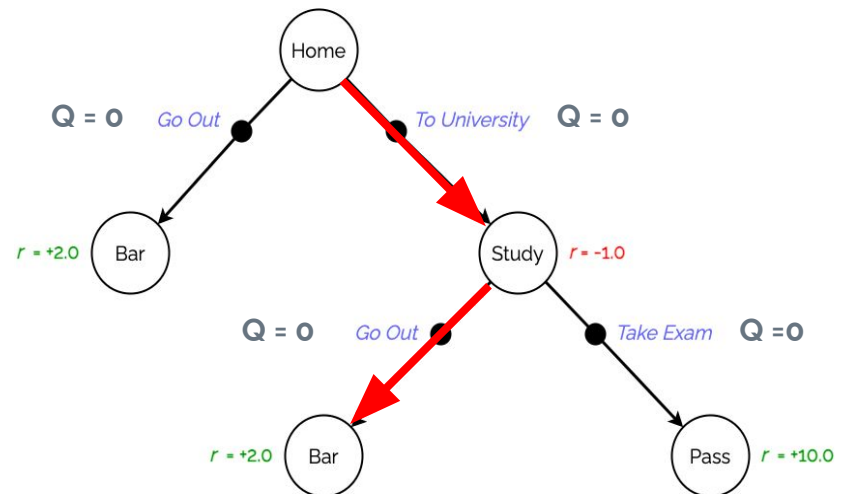 Home
Q = 0 Go Out To University Q = 0
r = +2.0 Bar Study r = -1.0
Q = 0 Go Out Take Exam Q =0
r = +2.0 Bar Pass r = +10.0